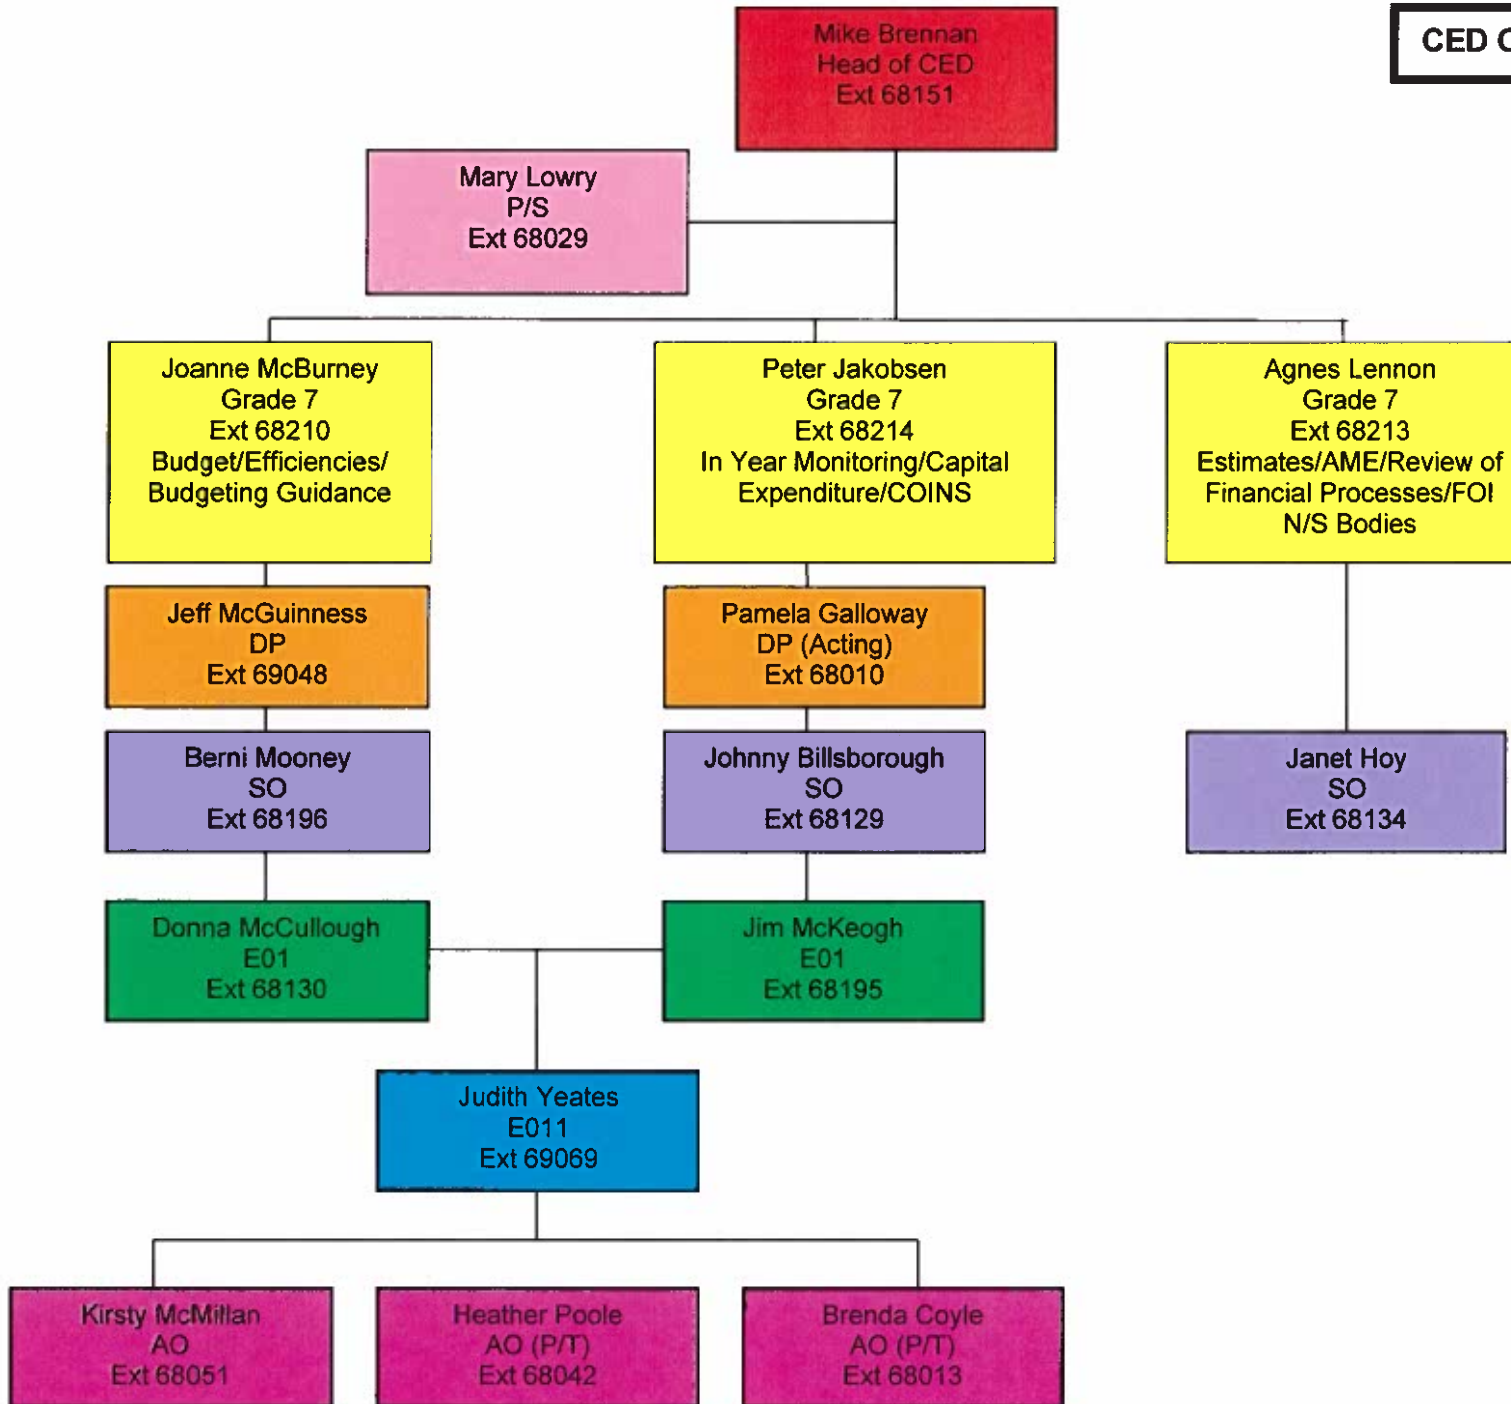 CED
Mike Brennan
Head of CED
Ext 68151
Mary Lowry
P/S
Ext 68029
Joanne McBurney
Grade 7
Ext 68210
Budget/Efficiencies/
Budgeting Guidance
Peter Jakobsen
Grade 7
Ext 68214
In Year Monitoring/Capital
Expenditure/COINS
Agnes Lennon
Grade 7
Ext 68213
Estimates/AME/Review of
Financial Processes/FOI
N/S Bodies
Jeff McGuinness
DP
Ext 69048
Pamela Galloway
DP (Acting)
Ext 68010
Berni Mooney
SO
Ext 68196
Johnny Billsborough
SO
Ext 68129
Janet Hoy
SO
Ext 68134
Donna McCullough
E01
Ext 68130
Jim McKeogh
E01
Ext 68195
Judith Yeates
E011
Ext 69069
Kirsty McMillan
AO
Ext 68051
Heather Poole
AO (P/T)
Ext 68042
Brenda Coyle
AO (P/T)
Ext 68013